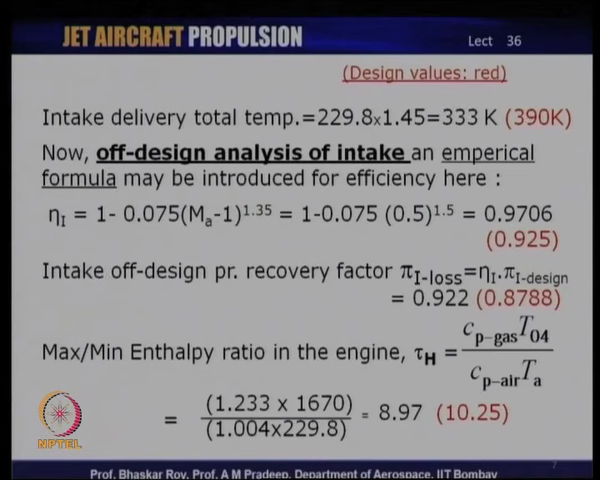 JET AIRCRAFT PROPULSION
Lect 36
(Design values: red)
Intake delivery total temp.=229.8x1.45=333 K (390K)
Now, off-design analysis of intake an emperical
formula may be introduced for efficiency here :
ηI = 1- 0.075(Ma-1)^1.35 = 1-0.075 (0.5)^1.5 = 0.9706
(0.925)
Intake off-design pr. recovery factor πI-loss=ηI.πI-design
= 0.922 (0.8788)
Max/Min Enthalpy ratio in the engine, τH = cp-gasT04 / cp-airTa
= (1.233 x 1670) / (1.004x229.8) = 8.97 (10.25)
NPTEL
7
Prof. Bhaskar Roy, Prof. A M Pradeep, Department of Aerospace, IIT Bombay